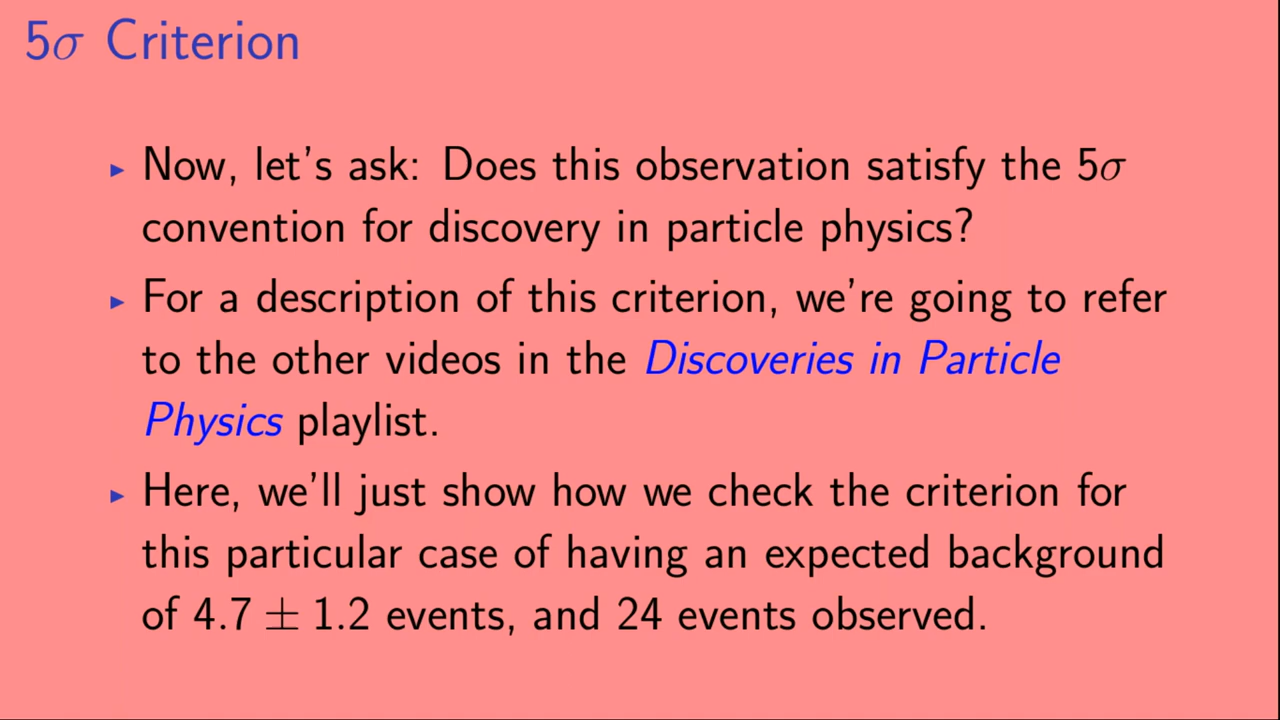 5σ Criterion
▸ Now, let's ask: Does this observation satisfy the 5σ
convention for discovery in particle physics?
▸ For a description of this criterion, we're going to refer
to the other videos in the Discoveries in Particle
Physics playlist.
▸ Here, we'll just show how we check the criterion for
this particular case of having an expected background
of 4.7 ± 1.2 events, and 24 events observed.